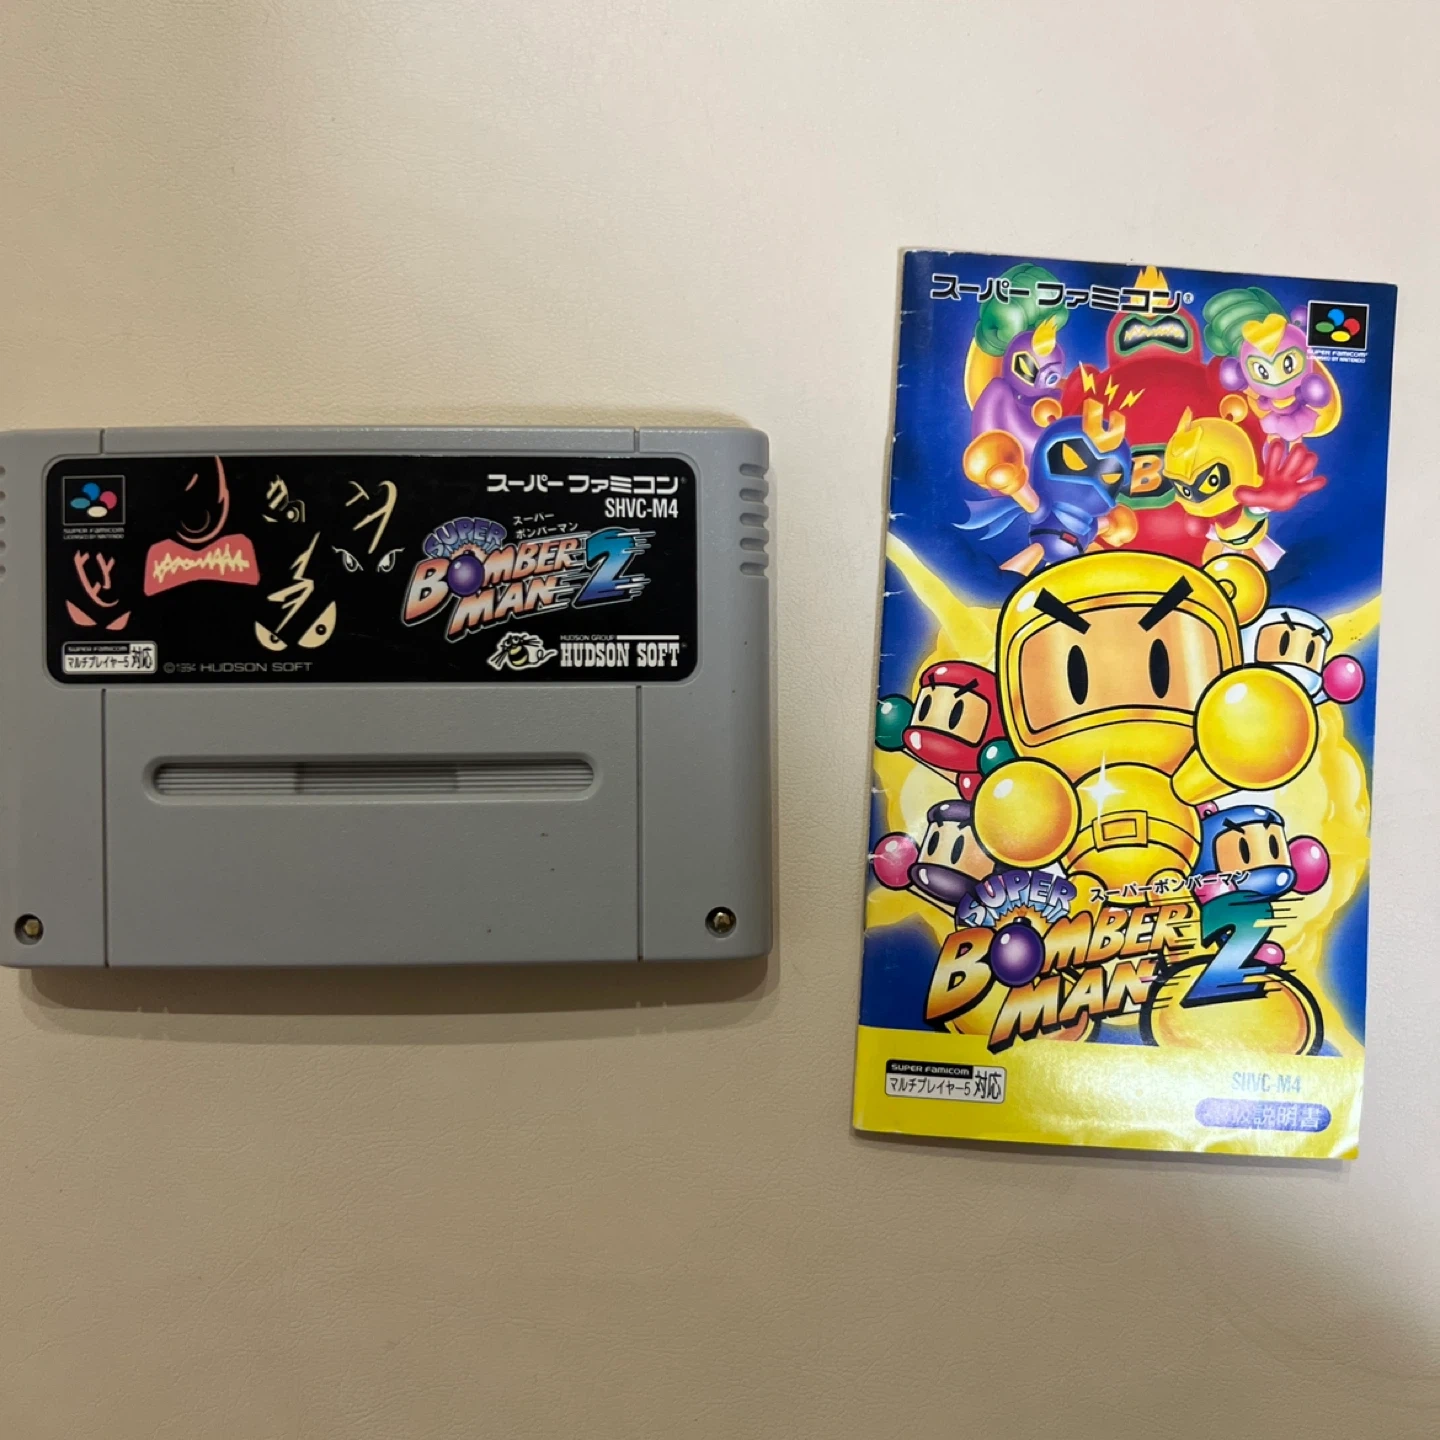 スーパーファミコン
SHVC-M4
SUPER FAMICOM
LICENSED BY NINTENDO
スーパー
ボンバーマン
SUPER
BOMBER
MAN 2
SUPER FAMICOM
マルチプレイヤー5 対応
© HUDSON SOFT
HUDSON GROUP
HUDSON SOFT
スーパーファミコン
SUPER FAMICOM
LICENSED BY NINTENDO
B
スーパーボンバーマン
SUPER
BOMBER
MAN 2
SUPER FAMICOM
マルチプレイヤー5 対応
SHVC-M4
取扱説明書